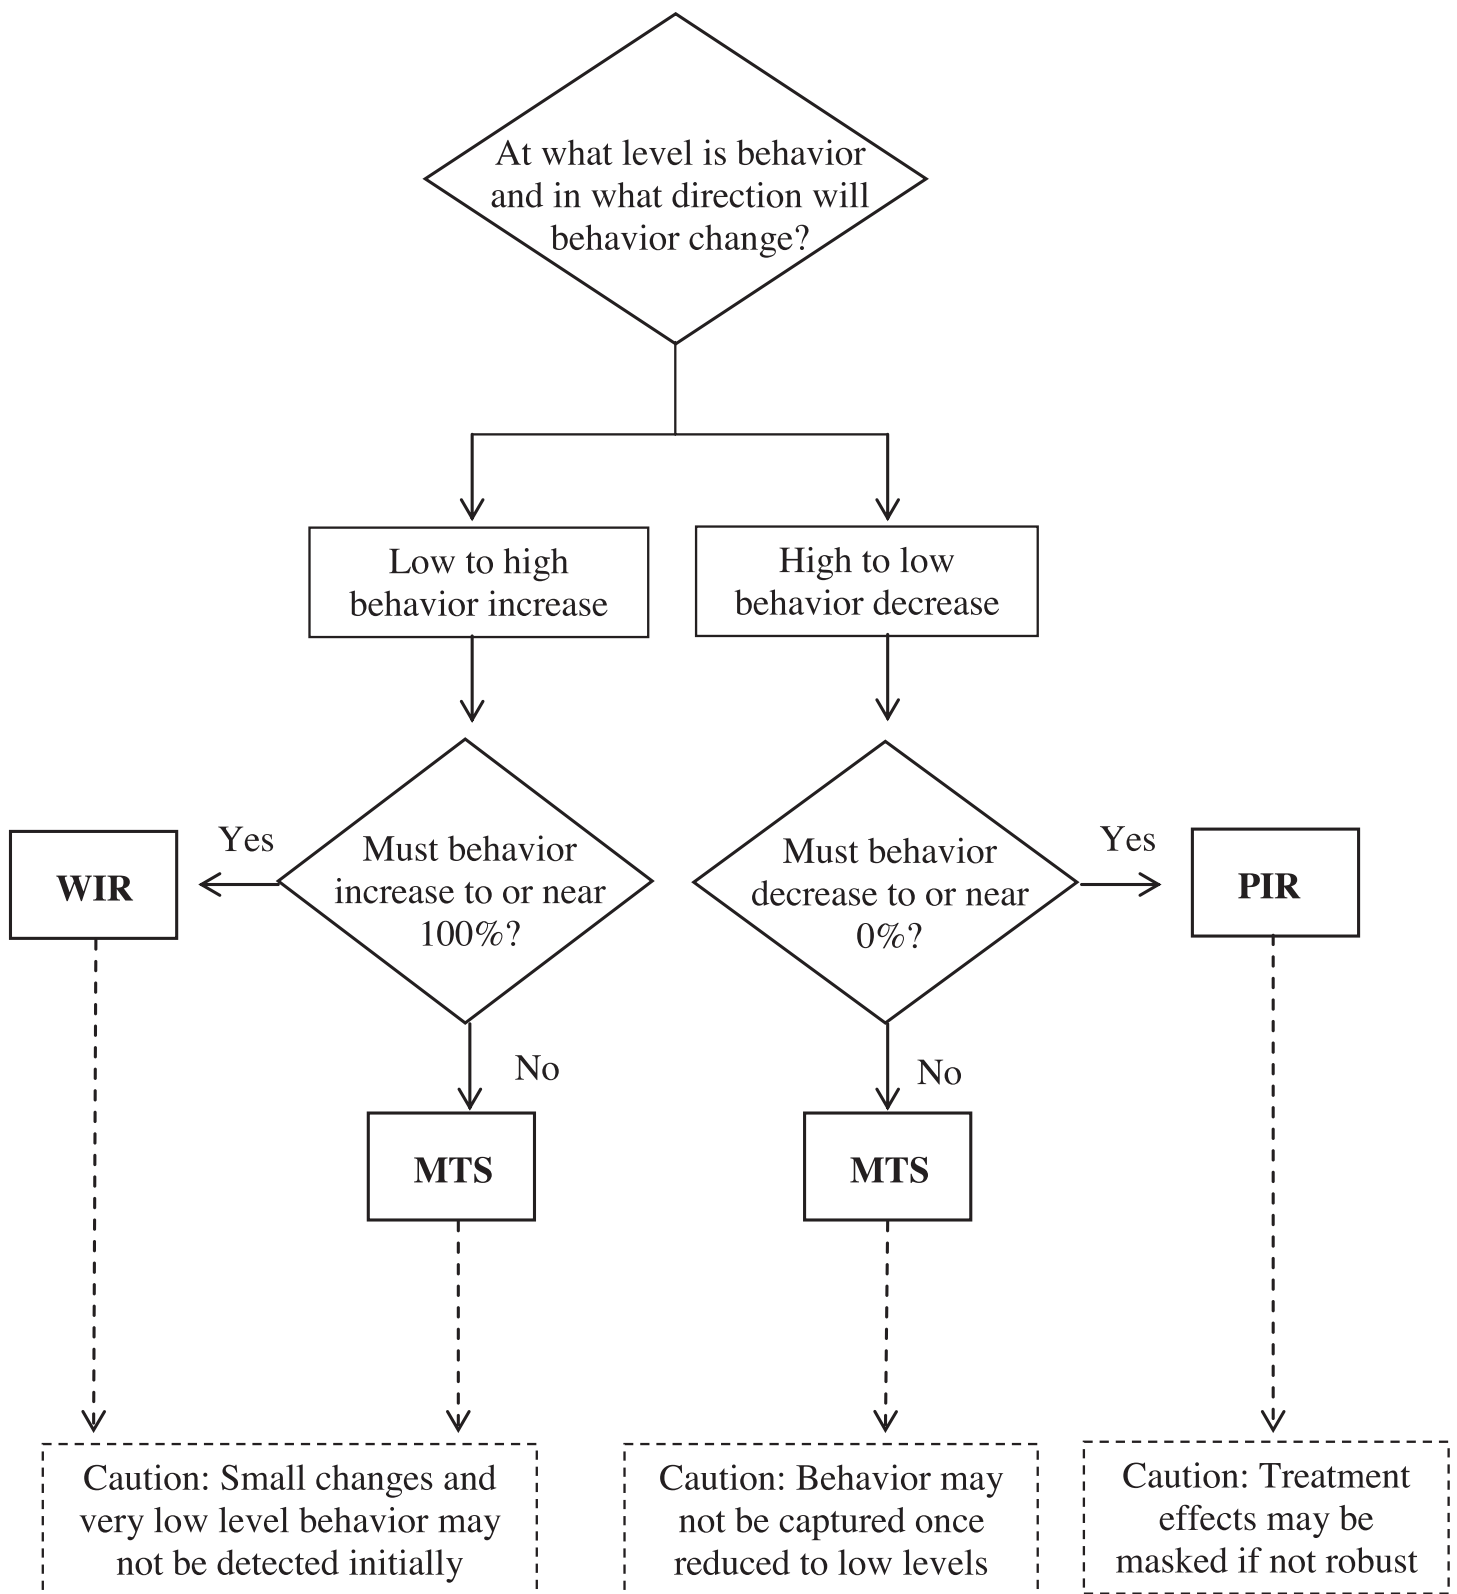 At what level is behavior
and in what direction will
behavior change?
Low to high
behavior increase
High to low
behavior decrease
Yes
WIR
Must behavior
increase to or near
100%?
Must behavior
decrease to or near
0%?
Yes
PIR
No
No
MTS
MTS
Caution: Small changes and
very low level behavior may
not be detected initially
Caution: Behavior may
not be captured once
reduced to low levels
Caution: Treatment
effects may be
masked if not robust